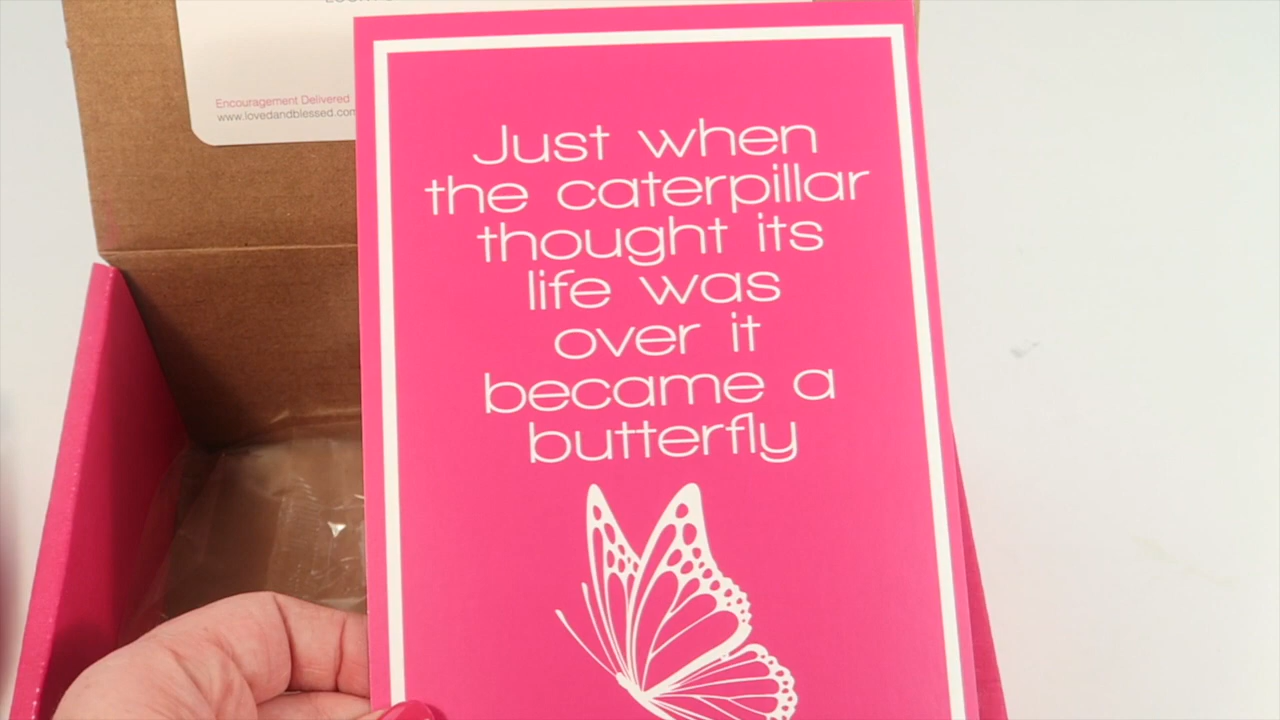 Encouragement Delivered
www.lovedandblessed.com
Just when
the caterpillar
thought its
life was
over it
became a
butterfly